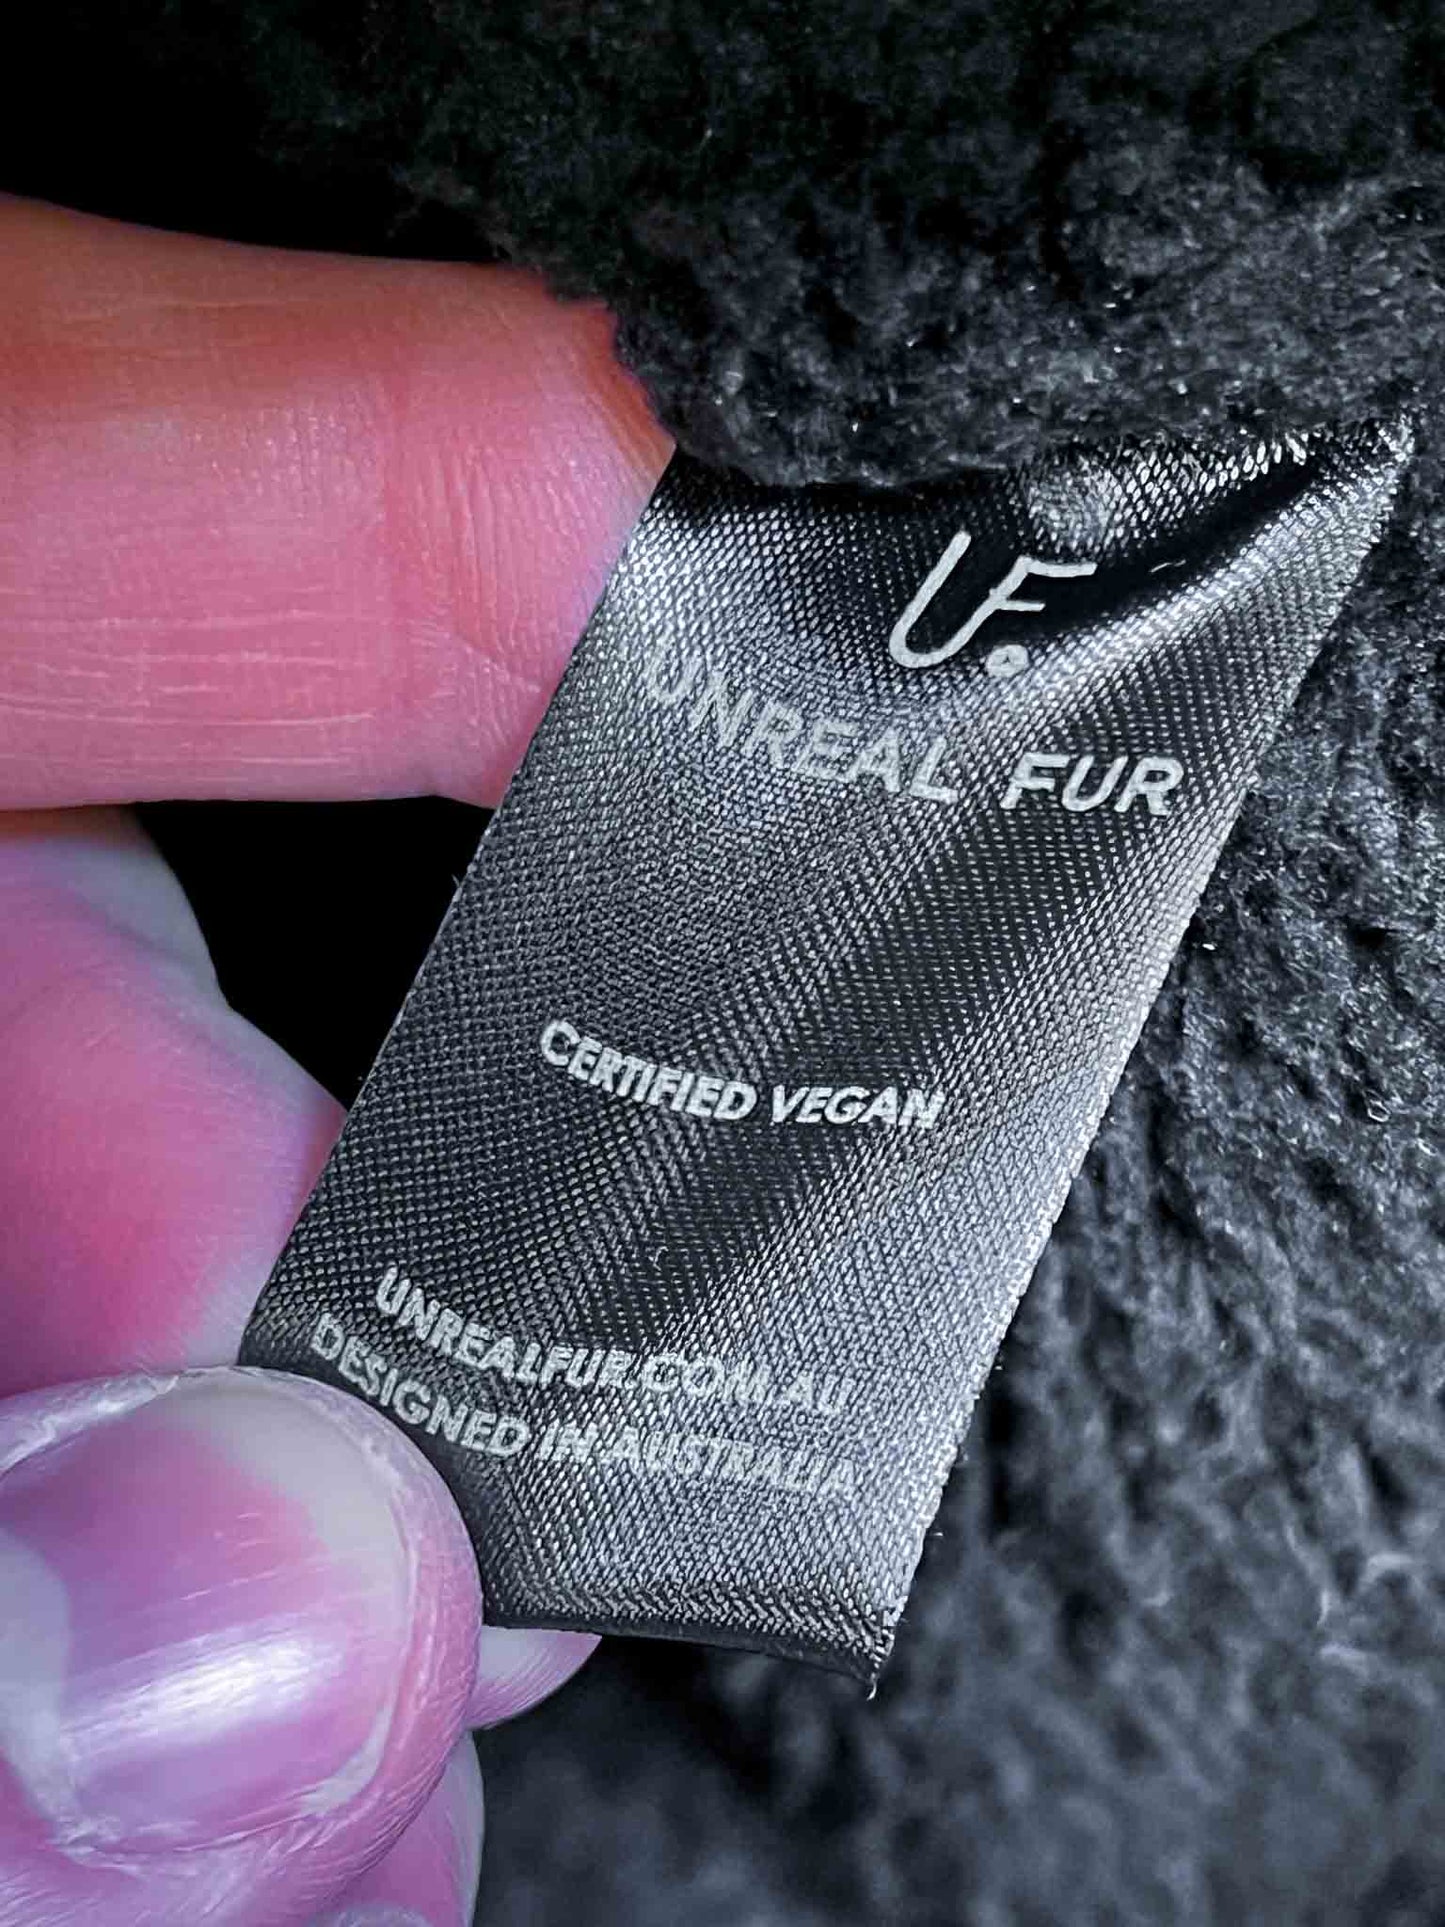 UF.
UNREAL FUR
CERTIFIED VEGAN
UNREALFUR.COM.AU
DESIGNED IN AUSTRALIA